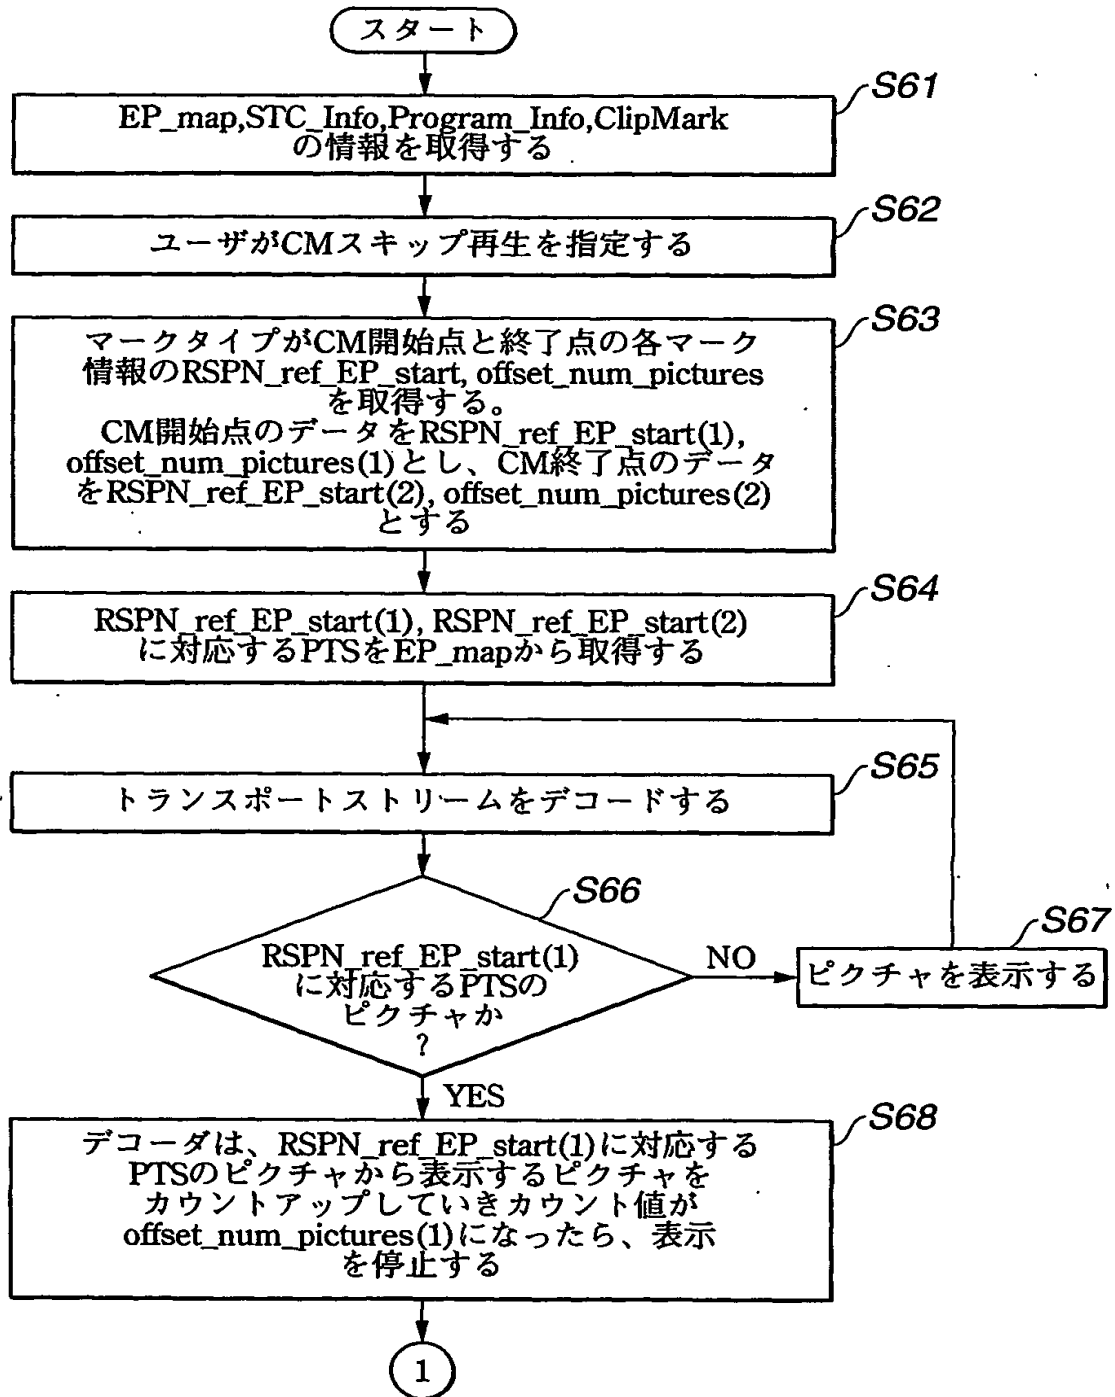 スタート
S61
EP_map,STC_Info,Program_Info,ClipMark
の情報を取得する
S62
ユーザがCMスキップ再生を指定する
S63
マークタイプがCM開始点と終了点の各マーク
情報のRSPN_ref_EP_start, offset_num_pictures
を取得する。
CM開始点のデータをRSPN_ref_EP_start(1),
offset_num_pictures(1)とし、CM終了点のデータ
をRSPN_ref_EP_start(2), offset_num_pictures(2)
とする
S64
RSPN_ref_EP_start(1), RSPN_ref_EP_start(2)
に対応するPTSをEP_mapから取得する
S65
トランスポートストリームをデコードする
S66
RSPN_ref_EP_start(1)
に対応するPTSの
ピクチャか
?
NO
S67
ピクチャを表示する
YES
S68
デコーダは、RSPN_ref_EP_start(1)に対応する
PTSのピクチャから表示するピクチャを
カウントアップしていきカウント値が
offset_num_pictures(1)になったら、表示
を停止する
1